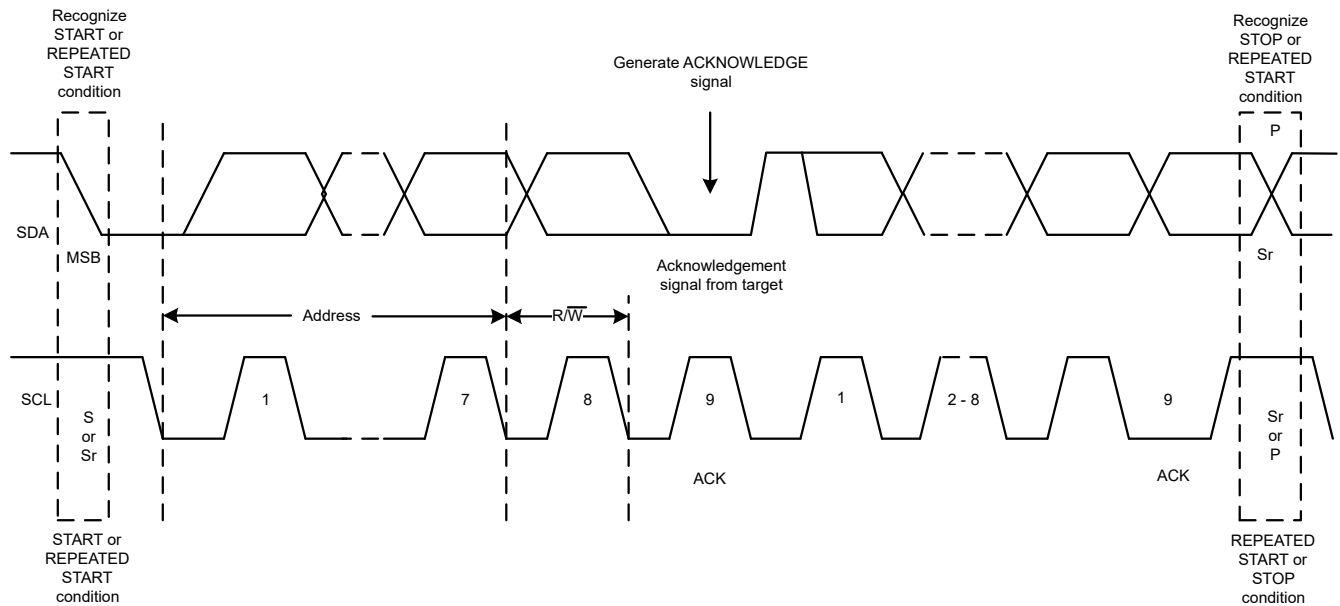 Recognize
START or
REPEATED
START
condition
Generate ACKNOWLEDGE
signal
Recognize
STOP or
REPEATED
START
condition
P
SDA
MSB
Acknowledgement
signal from target
Sr
Address
R/W̅
SCL
S
or
Sr
1
7
8
9
1
2 - 8
9
Sr
or
P
ACK
ACK
START or
REPEATED
START
condition
REPEATED
START or
STOP
condition